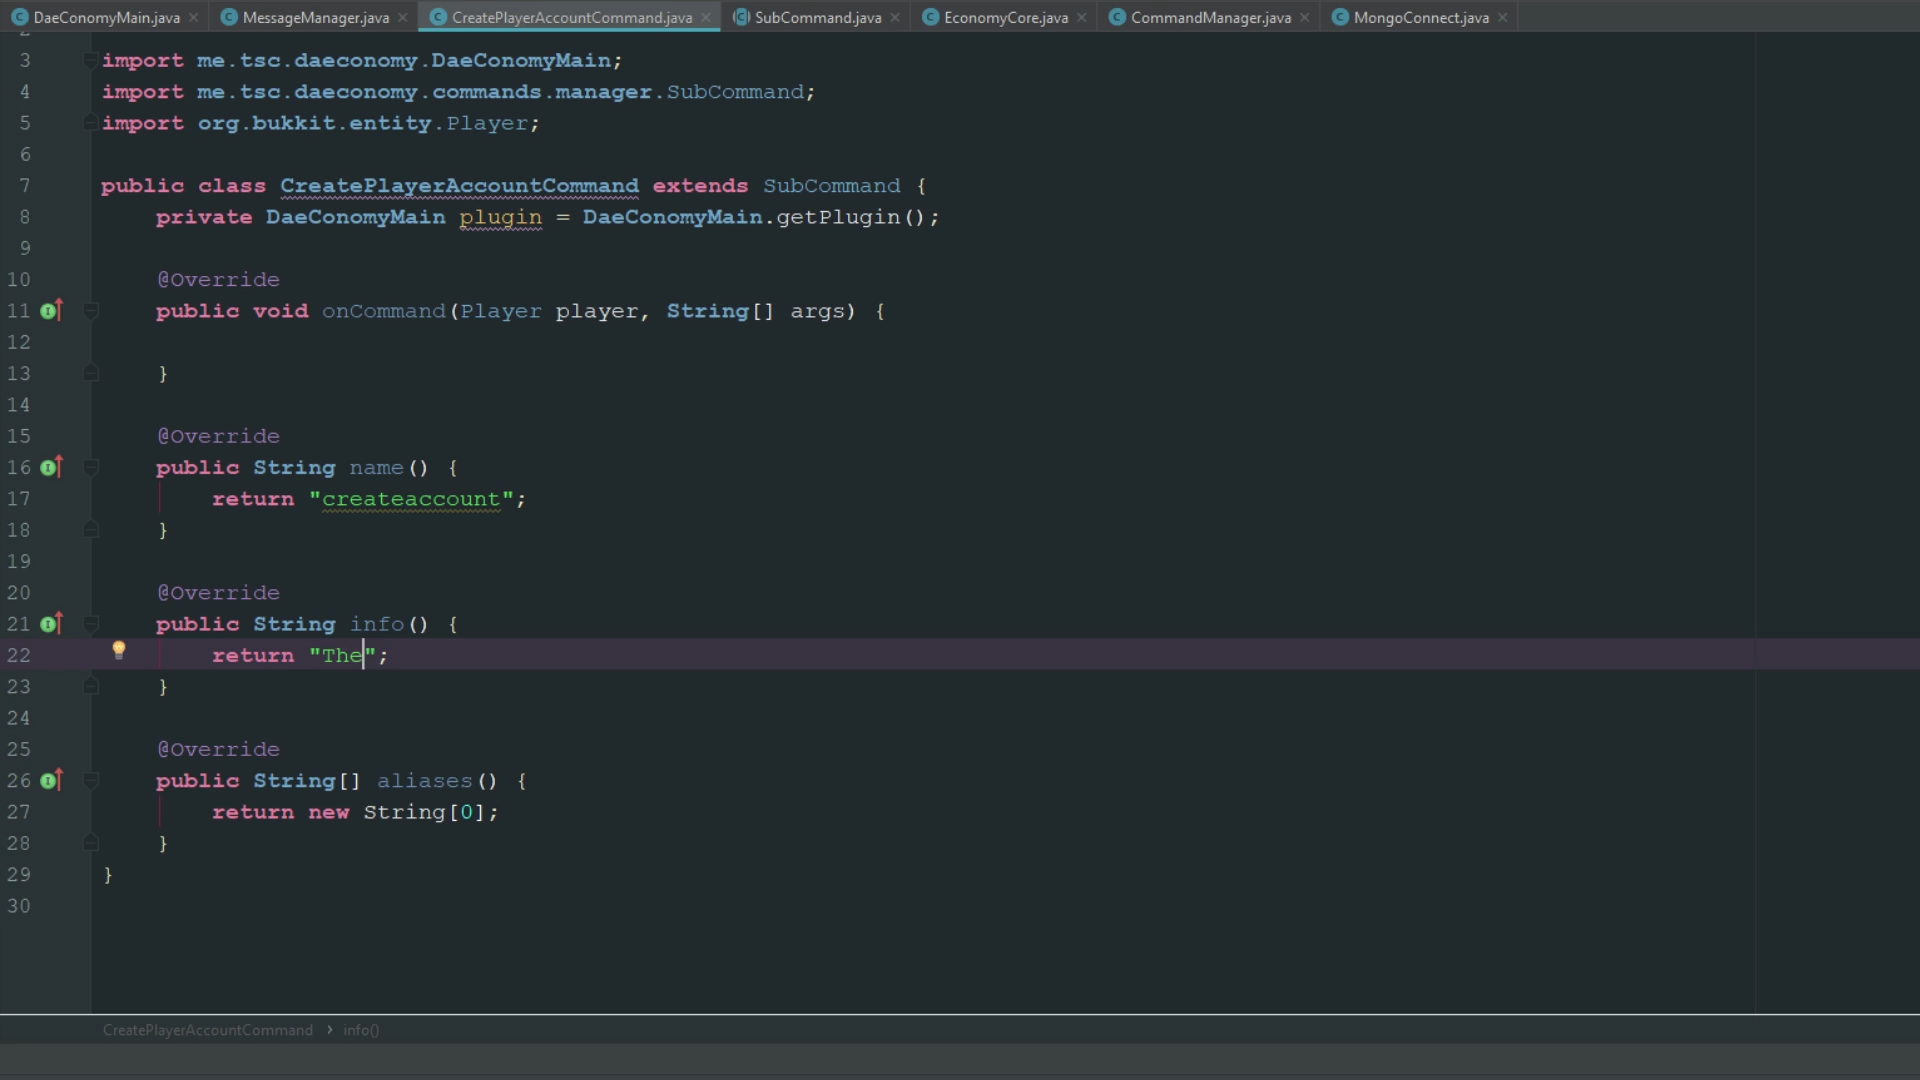 DaeConomyMain.java MessageManager.java CreatePlayerAccountCommand.java SubCommand.java EconomyCore.java CommandManager.java MongoConnect.java
3 import me.tsc.daeconomy.DaeConomyMain;
4 import me.tsc.daeconomy.commands.manager.SubCommand;
5 import org.bukkit.entity.Player;
6
7 public class CreatePlayerAccountCommand extends SubCommand {
8 private DaeConomyMain plugin = DaeConomyMain.getPlugin();
9
10 @Override
11 public void onCommand(Player player, String[] args) {
12
13 }
14
15 @Override
16 public String name() {
17 return "createaccount";
18 }
19
20 @Override
21 public String info() {
22 return "The";
23 }
24
25 @Override
26 public String[] aliases() {
27 return new String[0];
28 }
29 }
30
CreatePlayerAccountCommand › info()